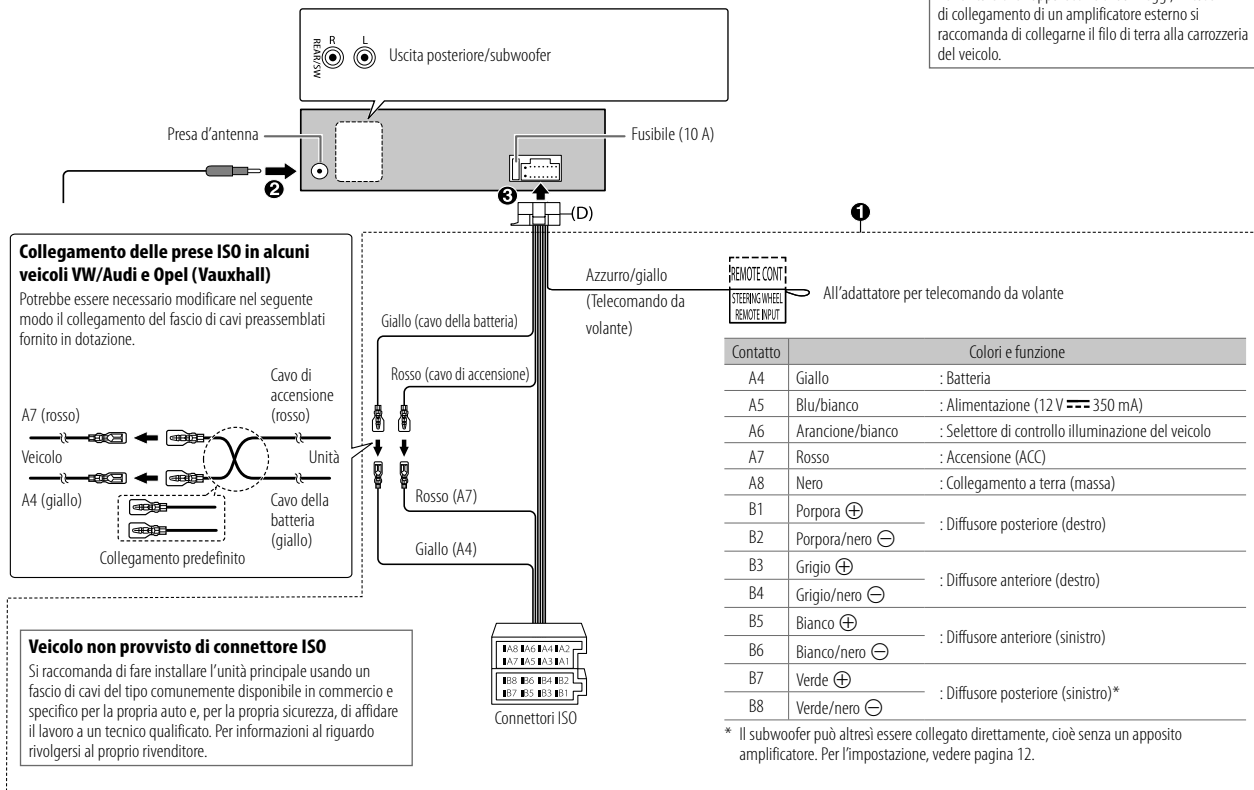 di collegamento di un amplificatore esterno si
raccomanda di collegarne il filo di terra alla carrozzeria
del veicolo.
REAR/SW
R L
Uscita posteriore/subwoofer
Presa d'antenna
Fusibile (10 A)
2
3
(D)
1
Collegamento delle prese ISO in alcuni
veicoli VW/Audi e Opel (Vauxhall)
Potrebbe essere necessario modificare nel seguente
modo il collegamento del fascio di cavi preassemblati
fornito in dotazione.
Cavo di
accensione
(rosso)
A7 (rosso)
Veicolo
Unità
A4 (giallo)
Cavo della
batteria
(giallo)
Collegamento predefinito
Giallo (cavo della batteria)
Rosso (cavo di accensione)
Rosso (A7)
Giallo (A4)
Azzurro/giallo
(Telecomando da
volante)
REMOTE CONT
STEERING WHEEL
REMOTE INPUT
All'adattatore per telecomando da volante
Contatto Colori e funzione
A4 Giallo : Batteria
A5 Blu/bianco : Alimentazione (12 V ⎓ 350 mA)
A6 Arancione/bianco : Selettore di controllo illuminazione del veicolo
A7 Rosso : Accensione (ACC)
A8 Nero : Collegamento a terra (massa)
B1 Porpora ⊕
: Diffusore posteriore (destro)
B2 Porpora/nero ⊖
B3 Grigio ⊕
: Diffusore anteriore (destro)
B4 Grigio/nero ⊖
B5 Bianco ⊕
: Diffusore anteriore (sinistro)
B6 Bianco/nero ⊖
B7 Verde ⊕
: Diffusore posteriore (sinistro)*
B8 Verde/nero ⊖
* Il subwoofer può altresì essere collegato direttamente, cioè senza un apposito
amplificatore. Per l'impostazione, vedere pagina 12.
Veicolo non provvisto di connettore ISO
Si raccomanda di fare installare l'unità principale usando un
fascio di cavi del tipo comunemente disponibile in commercio e
specifico per la propria auto e, per la propria sicurezza, di affidare
il lavoro a un tecnico qualificato. Per informazioni al riguardo
rivolgersi al proprio rivenditore.
A8 A6 A4 A2
A7 A5 A3 A1
B8 B6 B4 B2
B7 B5 B3 B1
Connettori ISO